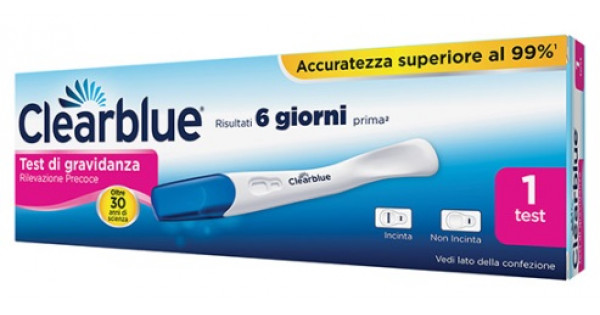 Accuratezza superiore al 99%¹
Clearblue®
Risultati 6 giorni prima²
Test di gravidanza
Rilevazione Precoce
Oltre
30
anni di
scienza
Clearblue
1
test
Incinta
Non Incinta
Vedi lato della confezione